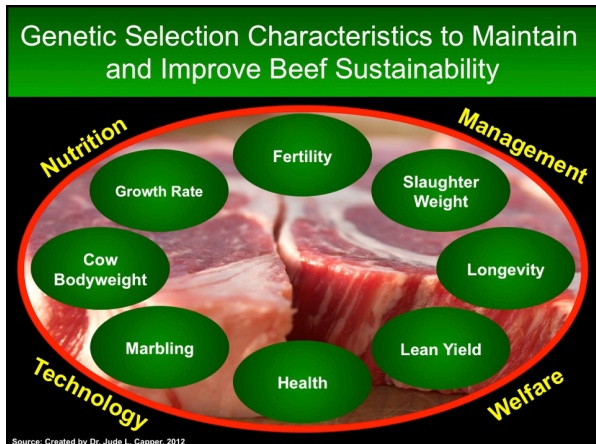 Genetic Selection Characteristics to Maintain
and Improve Beef Sustainability
Nutrition
Management
Fertility
Growth Rate
Slaughter
Weight
Cow
Bodyweight
Longevity
Marbling
Lean Yield
Health
Technology
Welfare
Source: Created by Dr. Jude L. Capper, 2012